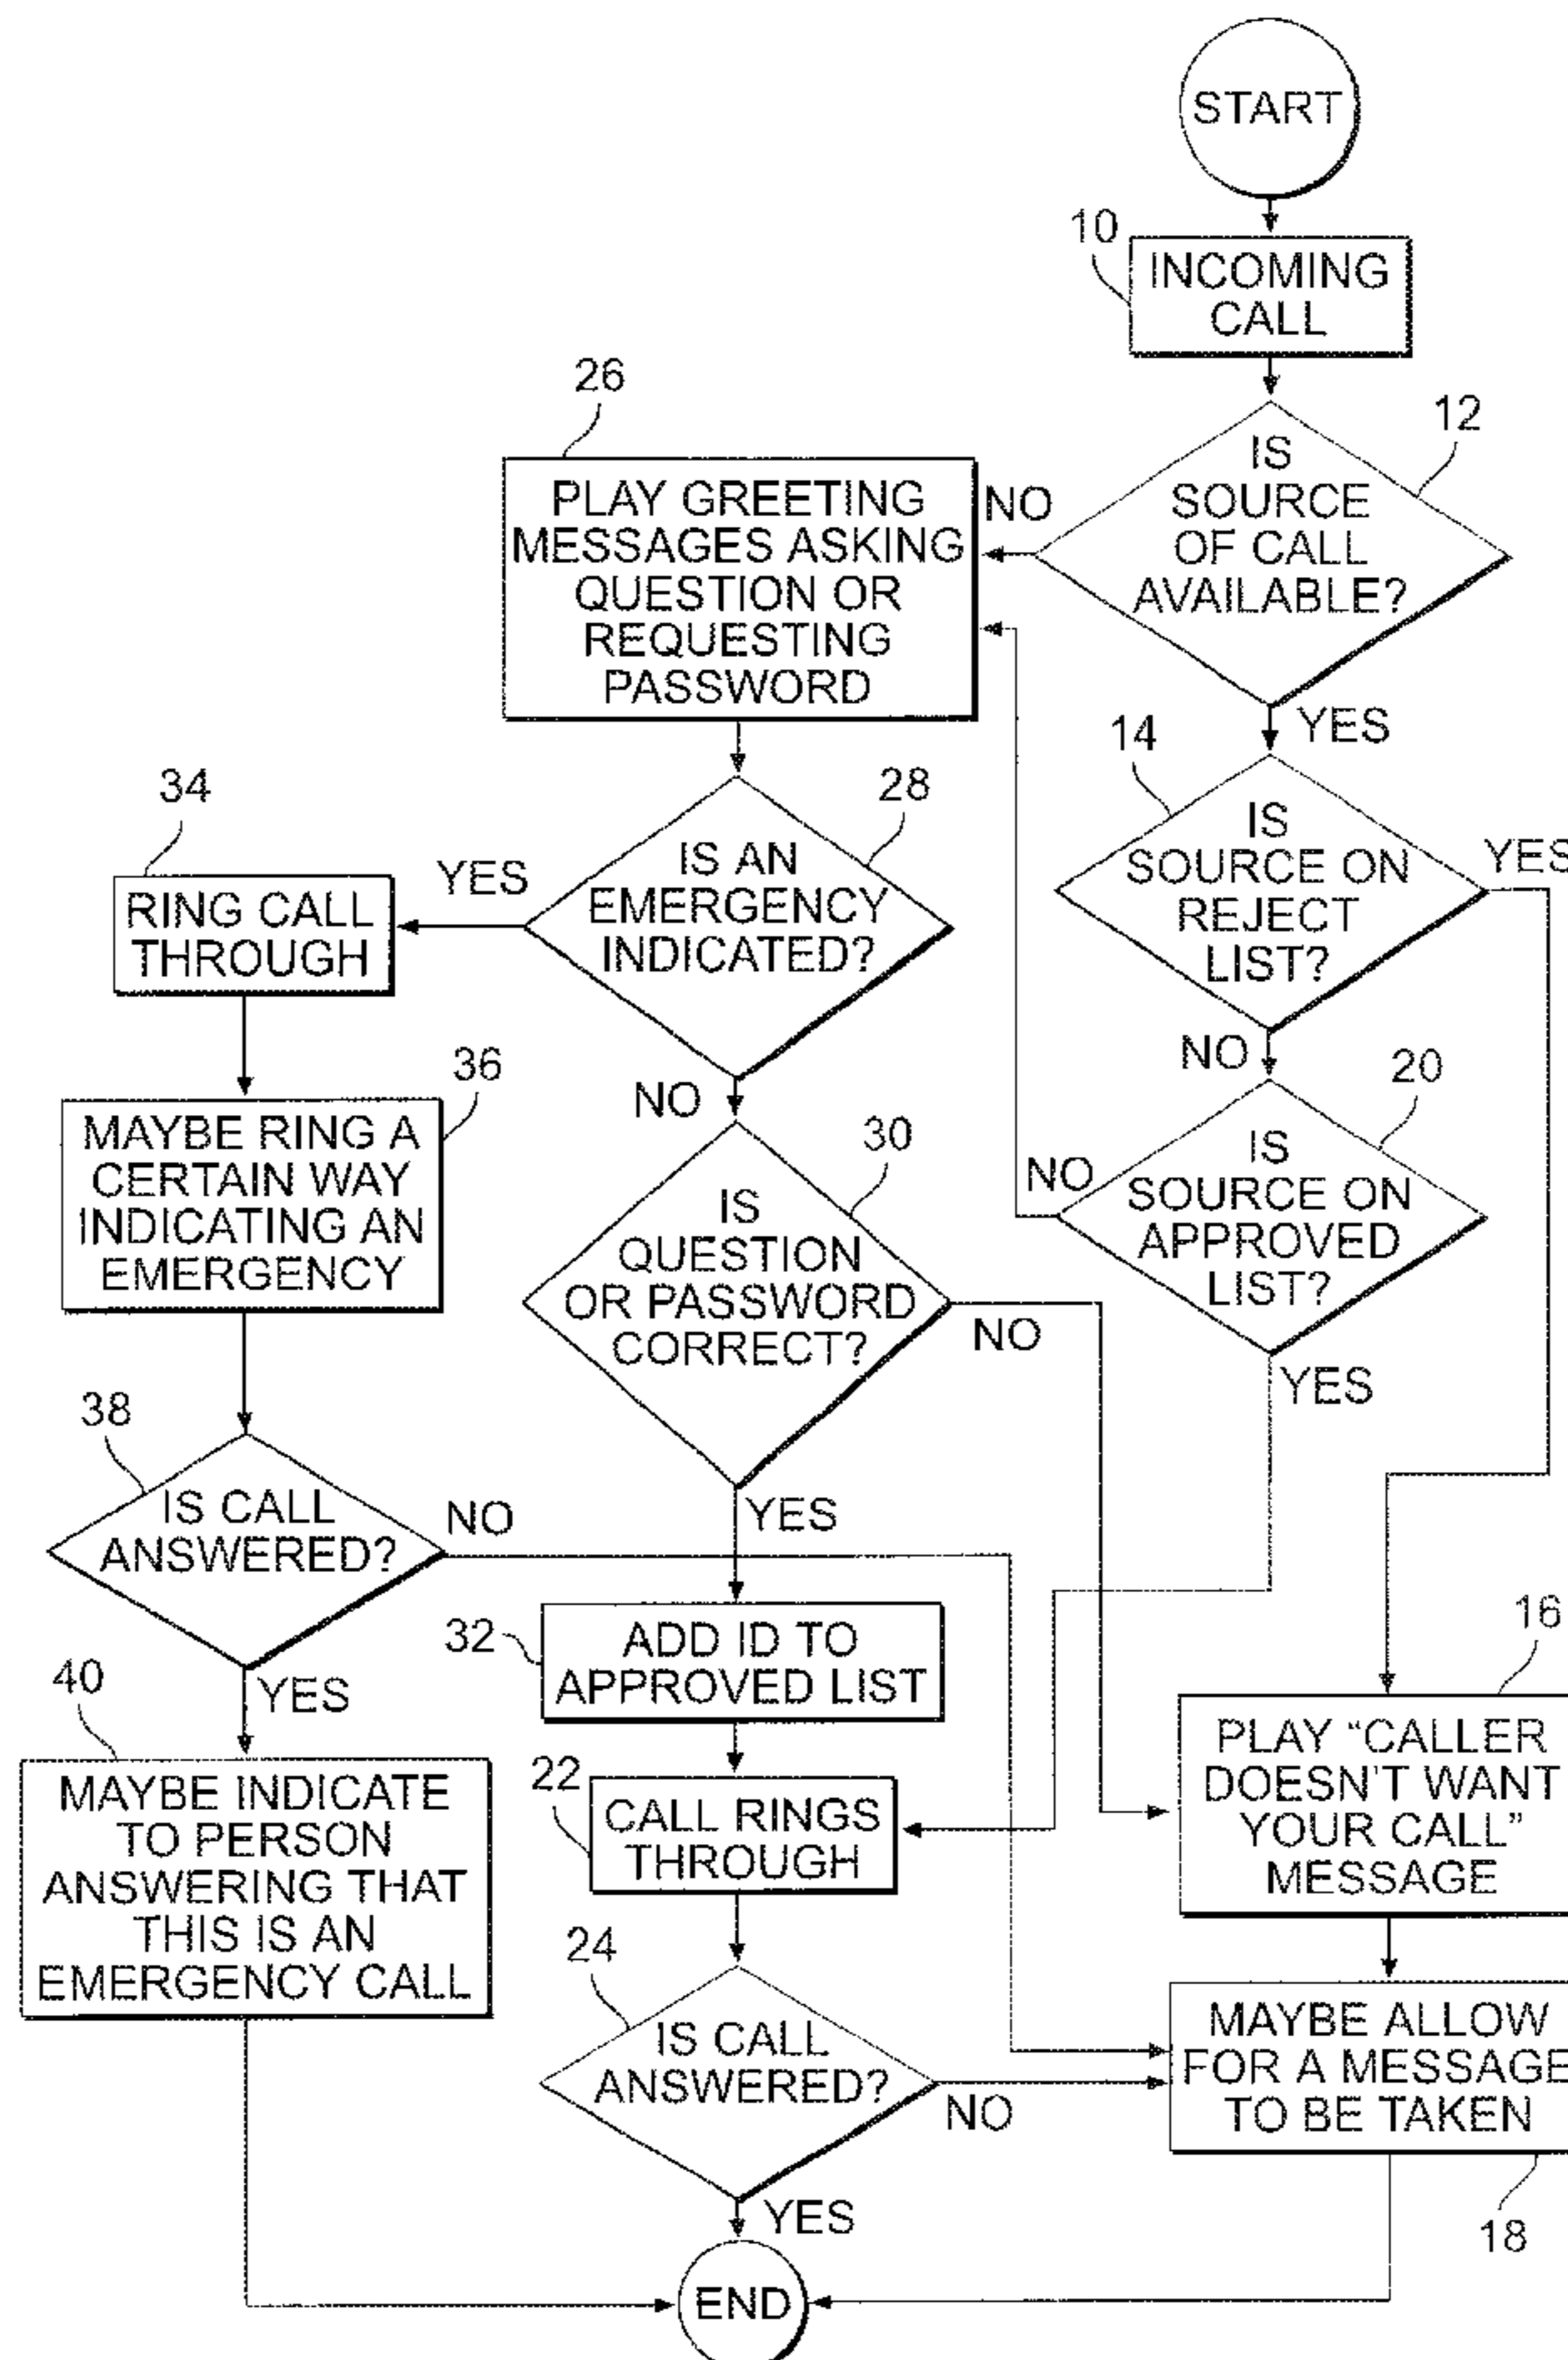 START
10
INCOMING
CALL
12
IS
SOURCE
OF CALL
AVAILABLE?
NO
YES
26
PLAY GREETING
MESSAGES ASKING
QUESTION OR
REQUESTING
PASSWORD
14
IS
SOURCE ON
REJECT
LIST?
YES
NO
28
IS AN
EMERGENCY
INDICATED?
YES
NO
34
RING CALL
THROUGH
20
IS
SOURCE ON
APPROVED
LIST?
NO
YES
36
MAYBE RING A
CERTAIN WAY
INDICATING AN
EMERGENCY
30
IS
QUESTION
OR PASSWORD
CORRECT?
NO
YES
38
IS CALL
ANSWERED?
NO
YES
32
ADD ID TO
APPROVED LIST
16
PLAY “CALLER
DOESN'T WANT
YOUR CALL”
MESSAGE
40
MAYBE INDICATE
TO PERSON
ANSWERING THAT
THIS IS AN
EMERGENCY CALL
22
CALL RINGS
THROUGH
24
IS CALL
ANSWERED?
NO
YES
MAYBE ALLOW
FOR A MESSAGE
TO BE TAKEN
18
END